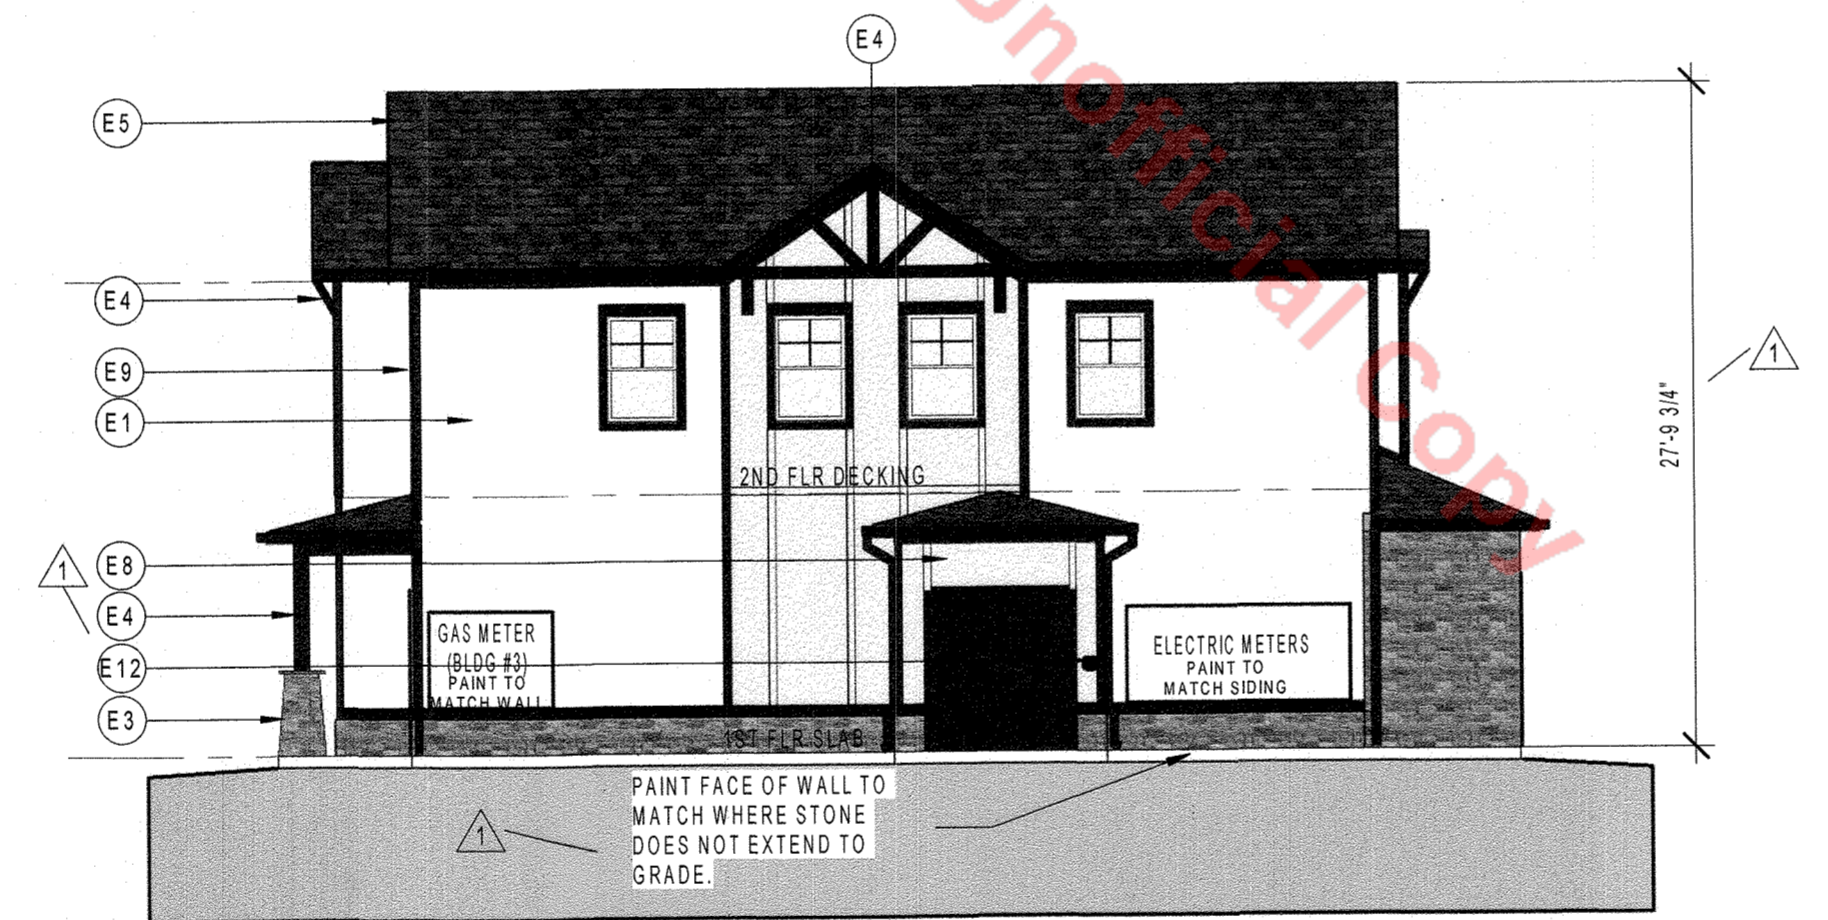 E4
E5
E4
E9
E1
2ND FLR DECKING
27'-9 3/4"
1
1
E8
E4
E12
E3
GAS METER
(BLDG #3)
PAINT TO
MATCH WALL
ELECTRIC METERS
PAINT TO
MATCH SIDING
1ST FLR SLAB
PAINT FACE OF WALL TO
MATCH WHERE STONE
DOES NOT EXTEND TO
GRADE.
1
onofficial Copy